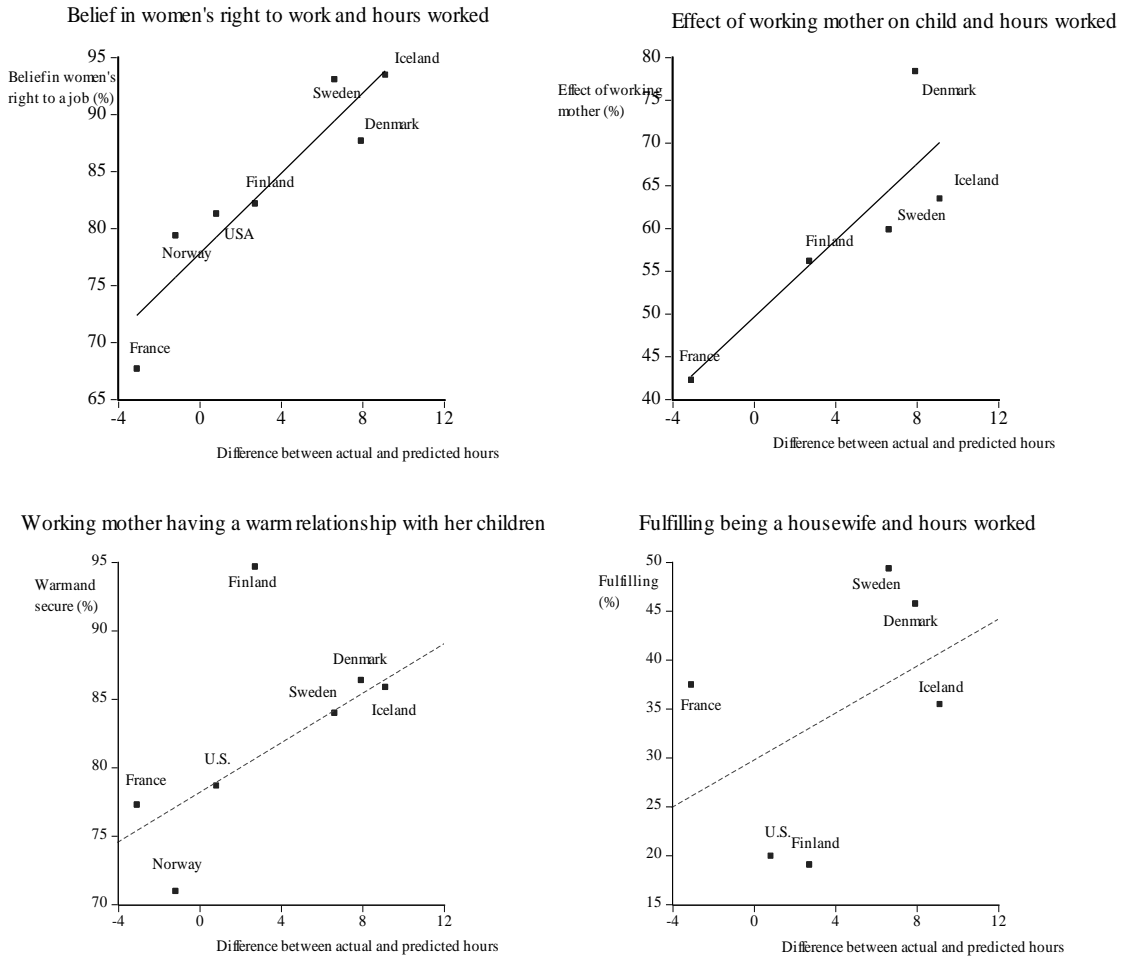 Belief in women's right to work and hours worked
Belief in women's
right to a job (%)
95
90
85
80
75
70
65
Iceland
Sweden
Denmark
Finland
USA
Norway
France
-4 0 4 8 12
Difference between actual and predicted hours
Effect of working mother on child and hours worked
Effect of working
mother (%)
80
75
70
65
60
55
50
45
40
Denmark
Iceland
Sweden
Finland
France
-4 0 4 8 12
Difference between actual and predicted hours
Working mother having a warm relationship with her children
Warm and
secure (%)
95
90
85
80
75
70
Finland
Denmark
Sweden
Iceland
U.S.
France
Norway
-4 0 4 8 12
Difference between actual and predicted hours
Fulfilling being a housewife and hours worked
Fulfilling
(%)
50
45
40
35
30
25
20
15
Sweden
Denmark
Iceland
France
U.S.
Finland
-4 0 4 8 12
Difference between actual and predicted hours